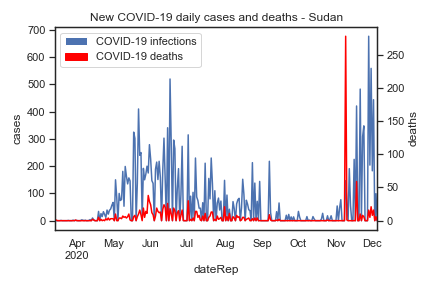 New COVID-19 daily cases and deaths - Sudan
COVID-19 infections
COVID-19 deaths
700
600
500
400
300
200
100
0
cases
250
200
150
100
50
0
deaths
Apr May Jun Jul Aug Sep Oct Nov Dec
2020
dateRep